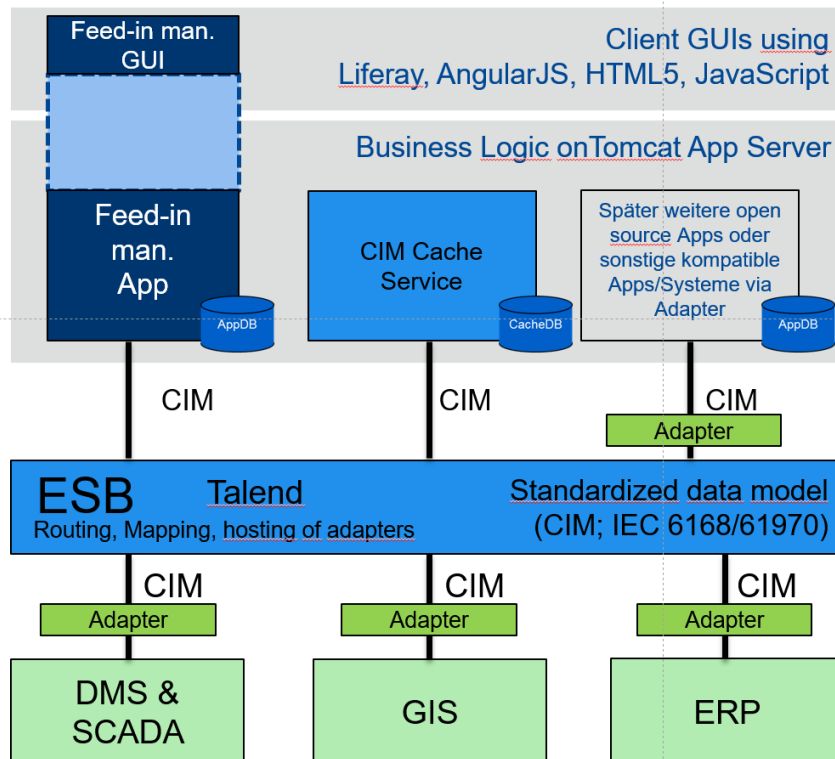 Feed-in man.
GUI
Client GUIs using
Liferay, AngularJS, HTML5, JavaScript
Business Logic onTomcat App Server
Feed-in
man.
App
AppDB
CIM Cache
Service
CacheDB
Später weitere open
source Apps oder
sonstige kompatible
Apps/Systeme via
Adapter
AppDB
CIM
CIM
CIM
Adapter
ESB Talend
Routing, Mapping, hosting of adapters
Standardized data model
(CIM; IEC 6168/61970)
CIM
CIM
CIM
Adapter
Adapter
Adapter
DMS &
SCADA
GIS
ERP